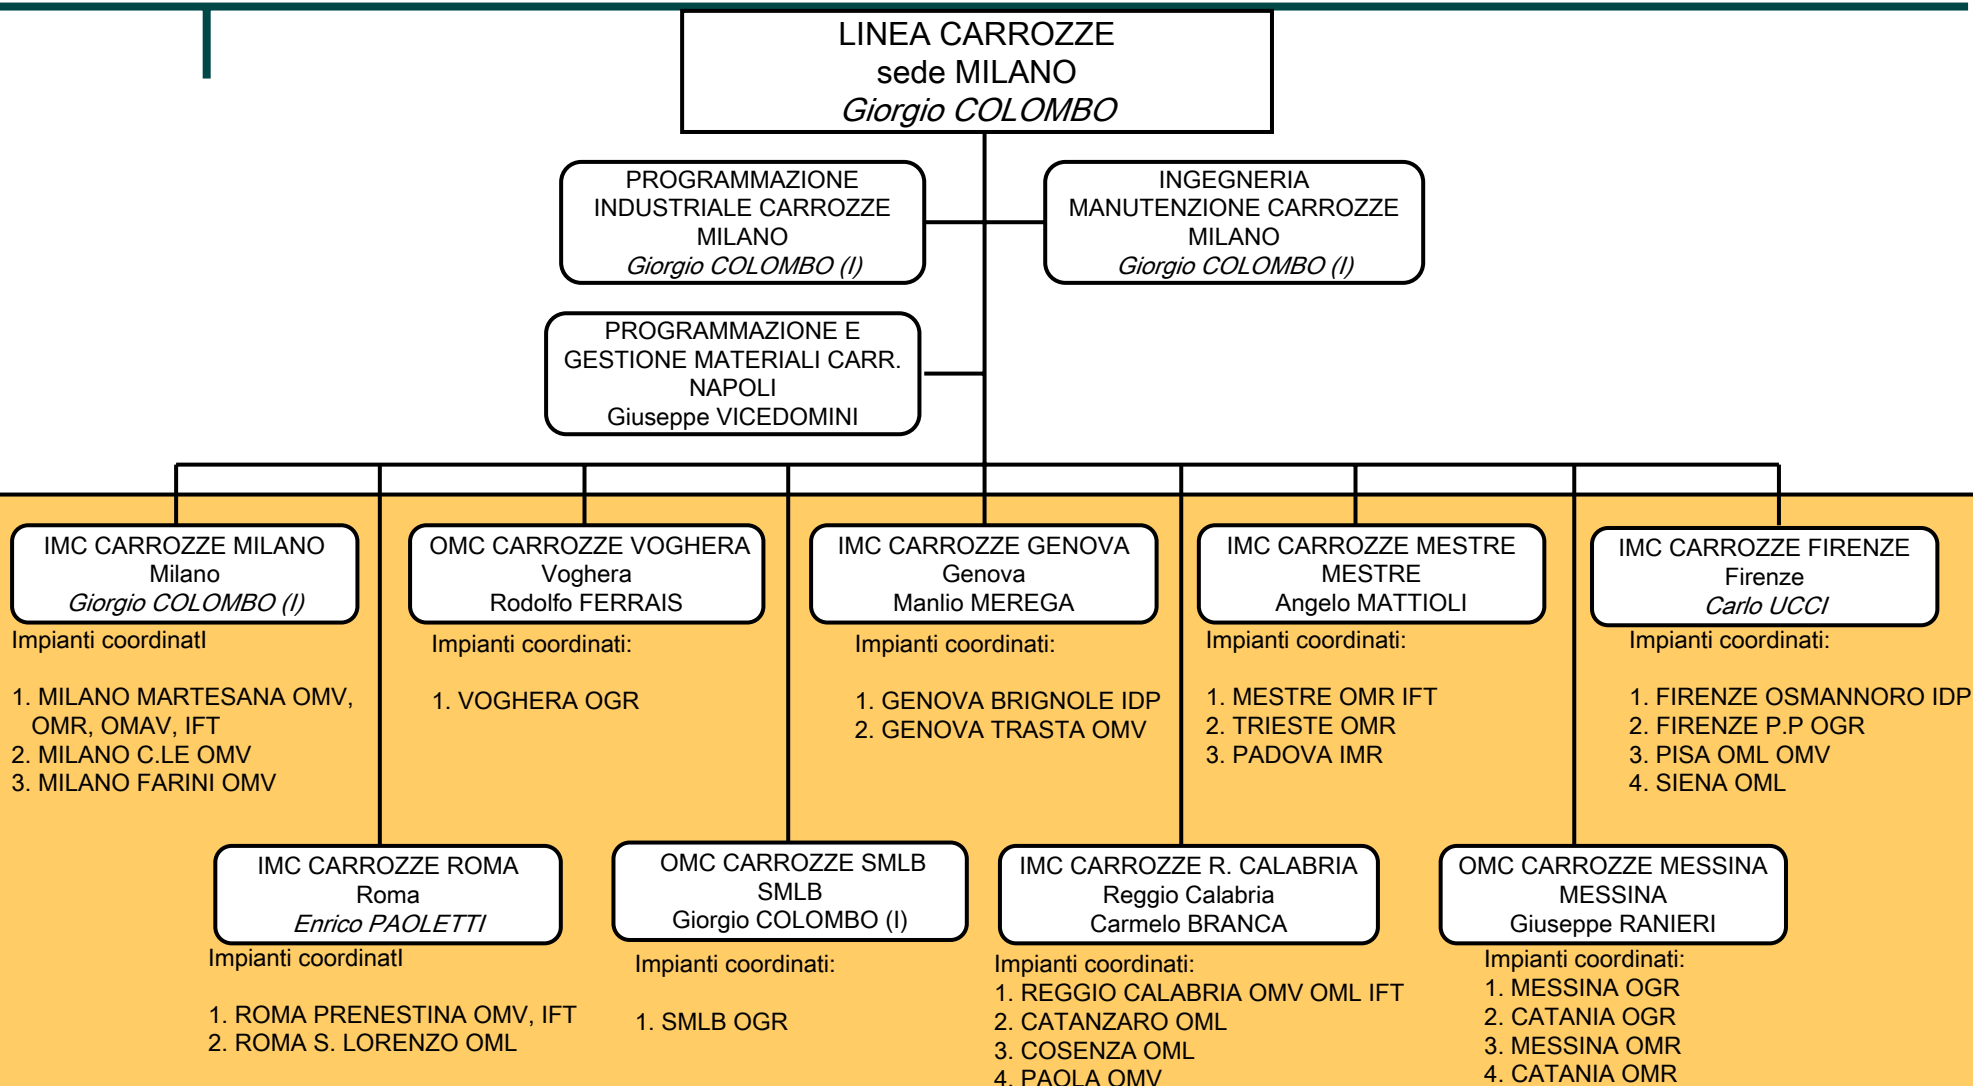 LINEA CARROZZE
sede MILANO
Giorgio COLOMBO
PROGRAMMAZIONE
INDUSTRIALE CARROZZE
MILANO
Giorgio COLOMBO (I)
INGEGNERIA
MANUTENZIONE CARROZZE
MILANO
Giorgio COLOMBO (I)
PROGRAMMAZIONE E
GESTIONE MATERIALI CARR.
NAPOLI
Giuseppe VICEDOMINI
IMC CARROZZE MILANO
Milano
Giorgio COLOMBO (I)
Impianti coordinatI
1. MILANO MARTESANA OMV,
OMR, OMAV, IFT
2. MILANO C.LE OMV
3. MILANO FARINI OMV
OMC CARROZZE VOGHERA
Voghera
Rodolfo FERRAIS
Impianti coordinati:
1. VOGHERA OGR
IMC CARROZZE GENOVA
Genova
Manlio MEREGA
Impianti coordinati:
1. GENOVA BRIGNOLE IDP
2. GENOVA TRASTA OMV
IMC CARROZZE MESTRE
MESTRE
Angelo MATTIOLI
Impianti coordinati:
1. MESTRE OMR IFT
2. TRIESTE OMR
3. PADOVA IMR
IMC CARROZZE FIRENZE
Firenze
Carlo UCCI
Impianti coordinati:
1. FIRENZE OSMANNORO IDP
2. FIRENZE P.P OGR
3. PISA OML OMV
4. SIENA OML
IMC CARROZZE ROMA
Roma
Enrico PAOLETTI
Impianti coordinatI
1. ROMA PRENESTINA OMV, IFT
2. ROMA S. LORENZO OML
OMC CARROZZE SMLB
SMLB
Giorgio COLOMBO (I)
Impianti coordinati:
1. SMLB OGR
IMC CARROZZE R. CALABRIA
Reggio Calabria
Carmelo BRANCA
Impianti coordinati:
1. REGGIO CALABRIA OMV OML IFT
2. CATANZARO OML
3. COSENZA OML
4. PAOLA OMV
OMC CARROZZE MESSINA
MESSINA
Giuseppe RANIERI
Impianti coordinati:
1. MESSINA OGR
2. CATANIA OGR
3. MESSINA OMR
4. CATANIA OMR